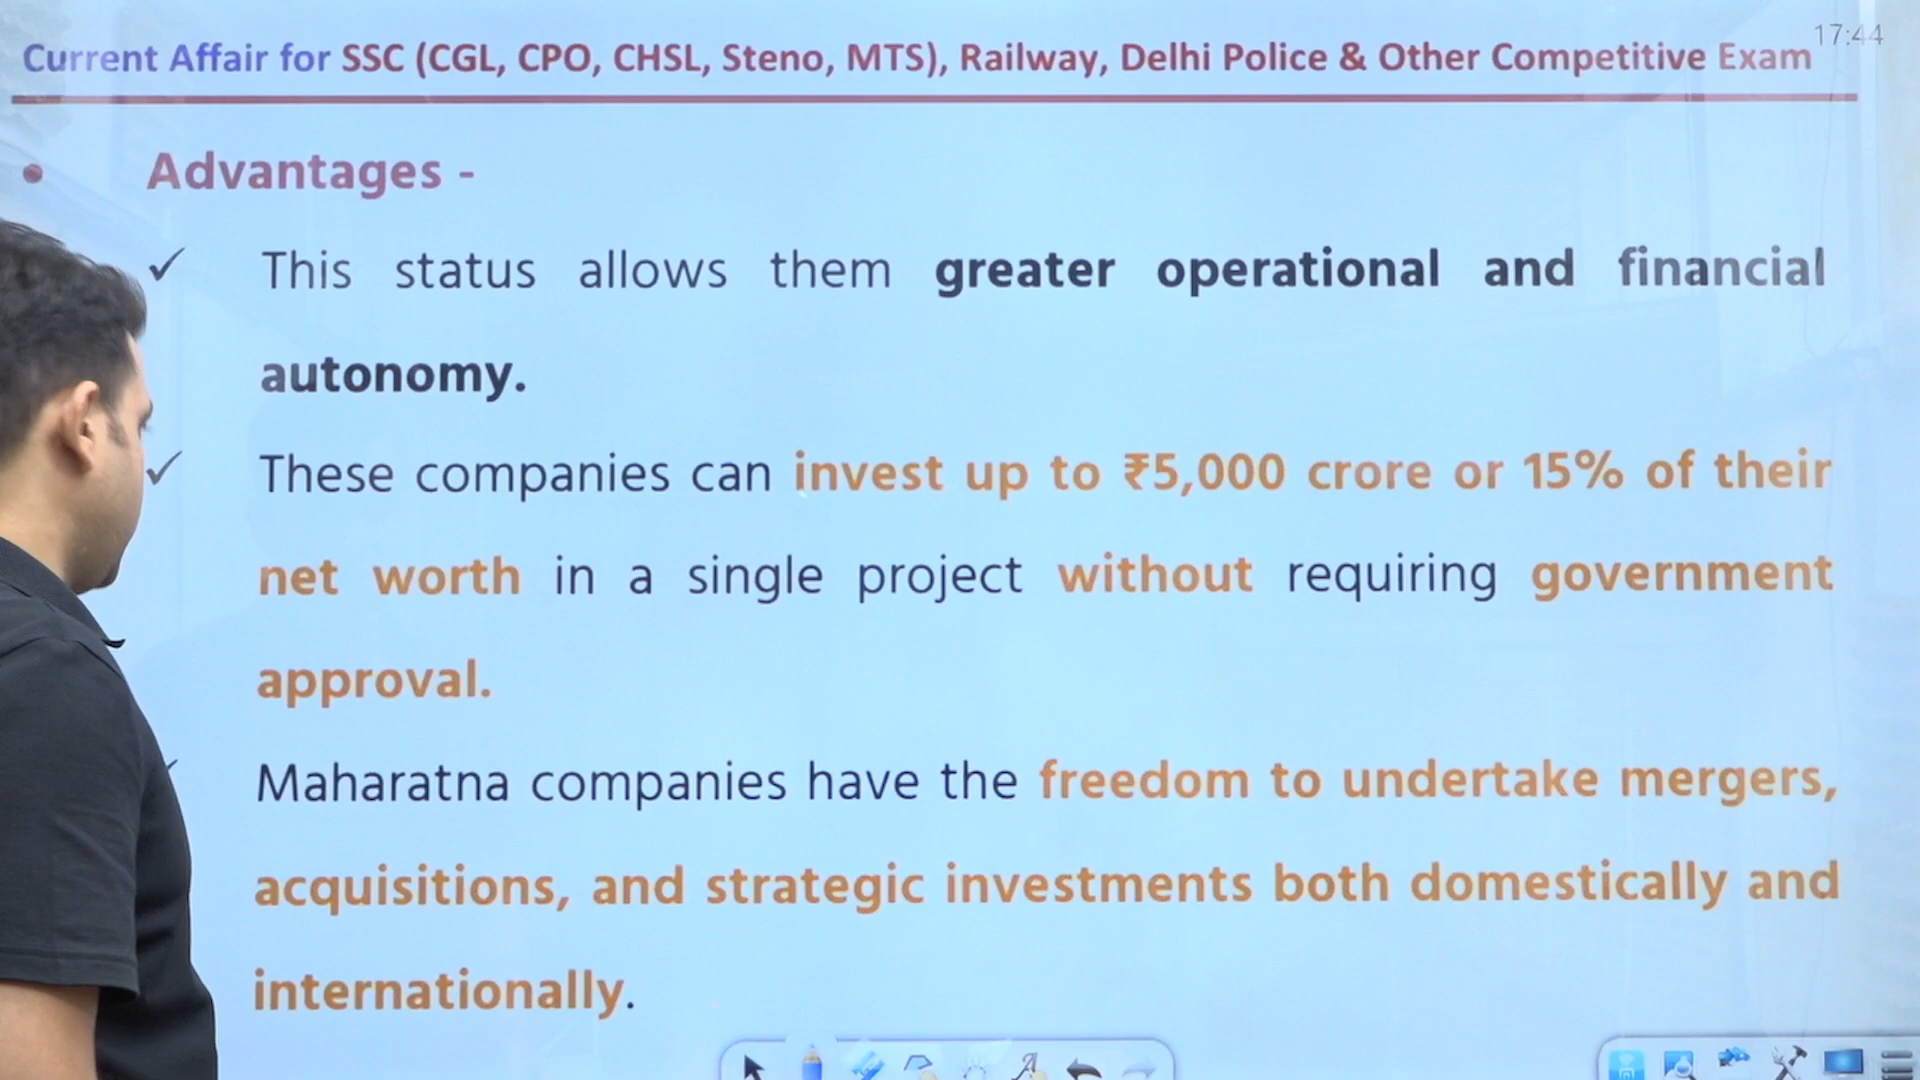 17:44
Current Affair for SSC (CGL, CPO, CHSL, Steno, MTS), Railway, Delhi Police & Other Competitive Exam
• Advantages -
✓ This status allows them greater operational and financial
autonomy.
✓ These companies can invest up to ₹5,000 crore or 15% of their
net worth in a single project without requiring government
approval.
✓ Maharatna companies have the freedom to undertake mergers,
acquisitions, and strategic investments both domestically and
internationally.